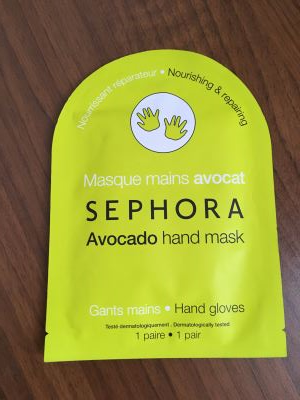 Nourrissant réparateur • Nourishing & repairing
Masque mains avocat
SEPHORA
Avocado hand mask
Gants mains • Hand gloves
Testé dermatologiquement . Dermatologically tested
1 paire • 1 pair